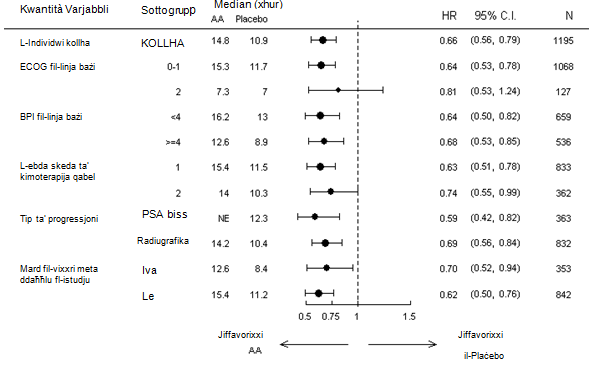 Kwantità Varjabbli Sottogrupp Median (xhur) HR 95% C.I. N
AA Placebo
L-Individwi kollha KOLLHA 14.8 10.9 0.66 (0.56, 0.79) 1195
ECOG fil-linja bażi 0-1 15.3 11.7 0.64 (0.53, 0.78) 1068
2 7.3 7 0.81 (0.53, 1.24) 127
BPI fil-linja bażi <4 16.2 13 0.64 (0.50, 0.82) 659
>=4 12.6 8.9 0.68 (0.53, 0.85) 536
L-ebda skeda ta' 1 15.4 11.5 0.63 (0.51, 0.78) 833
kimoterapija qabel
2 14 10.3 0.74 (0.55, 0.99) 362
Tip ta' progressjoni PSA biss NE 12.3 0.59 (0.42, 0.82) 363
Radjugrafika 14.2 10.4 0.69 (0.56, 0.84) 832
Mard fil-vixxri meta Iva 12.6 8.4 0.70 (0.52, 0.94) 353
ddaħħlu fl-istudju
Le 15.4 11.2 0.62 (0.50, 0.76) 842
0.5 0.75 1 1.5
Jiffavorixxi Jiffavorixxi
AA il-Plaċebo